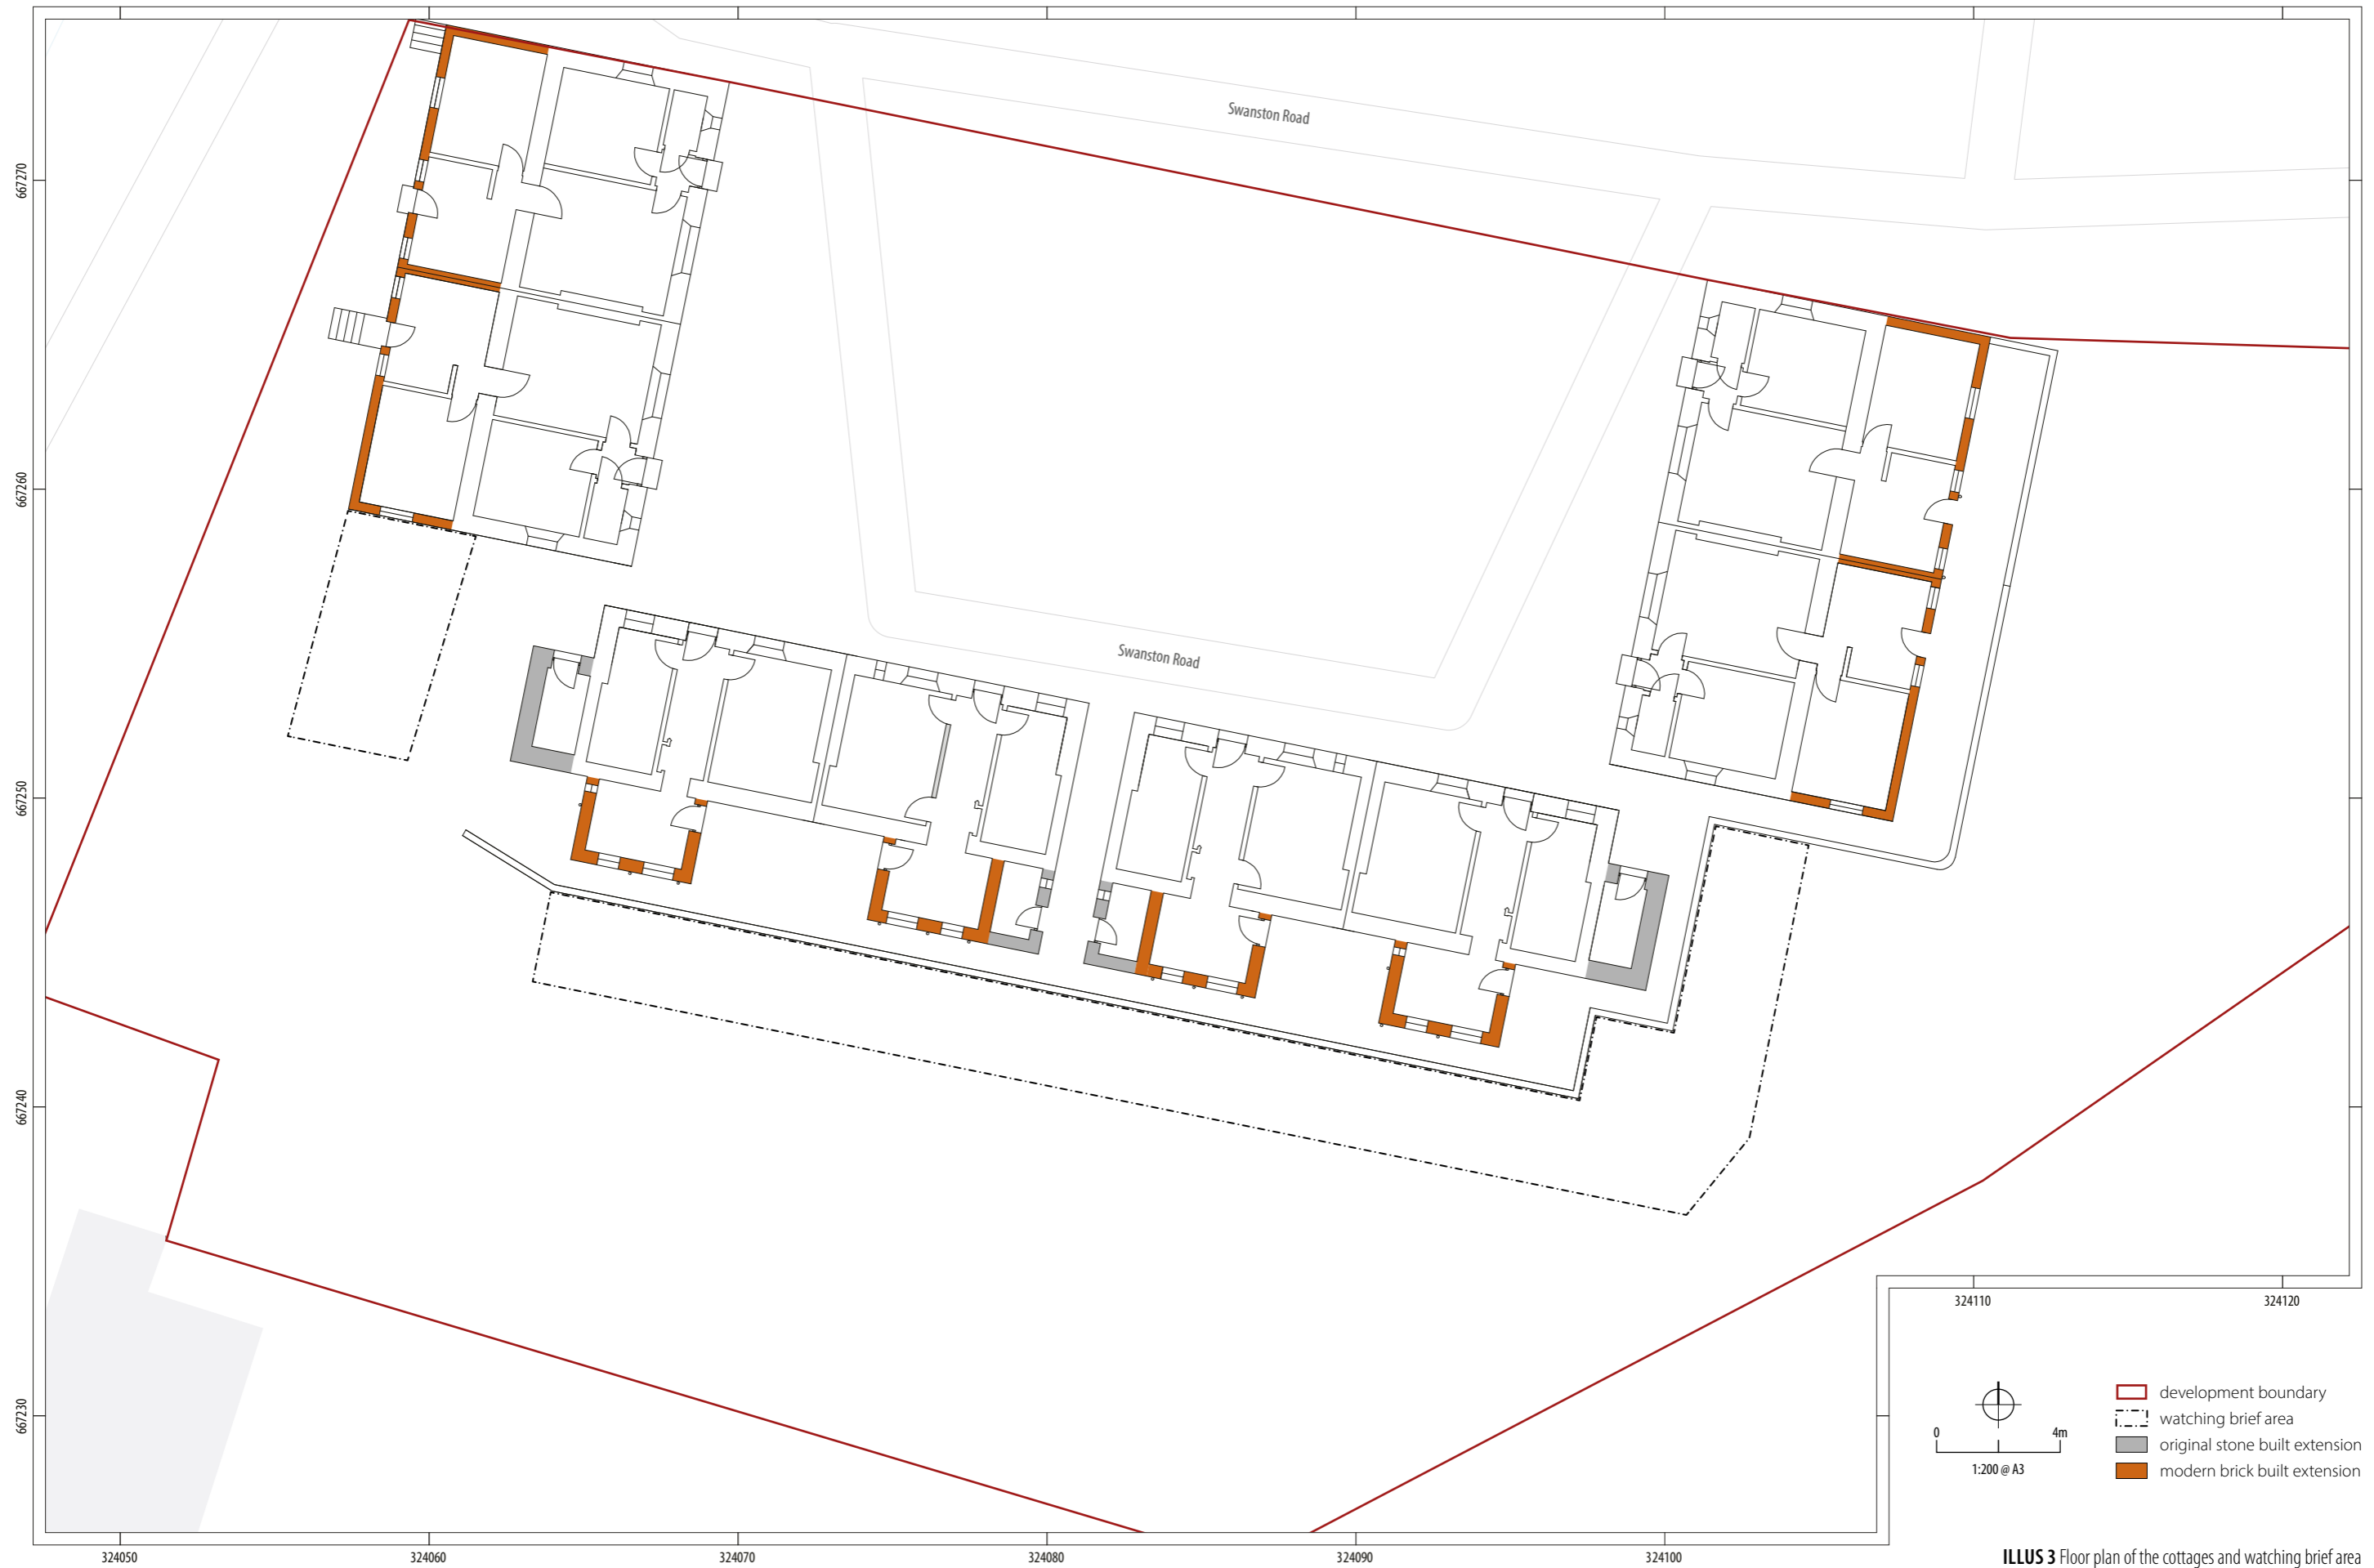 Swanston Road
Swanston Road
667270
667260
667250
667240
667230
324110
324120
0
4m
1:200 @ A3
development boundary
watching brief area
original stone built extension
modern brick built extension
324050
324060
324070
324080
324090
324100
ILLUS 3 Floor plan of the cottages and watching brief area